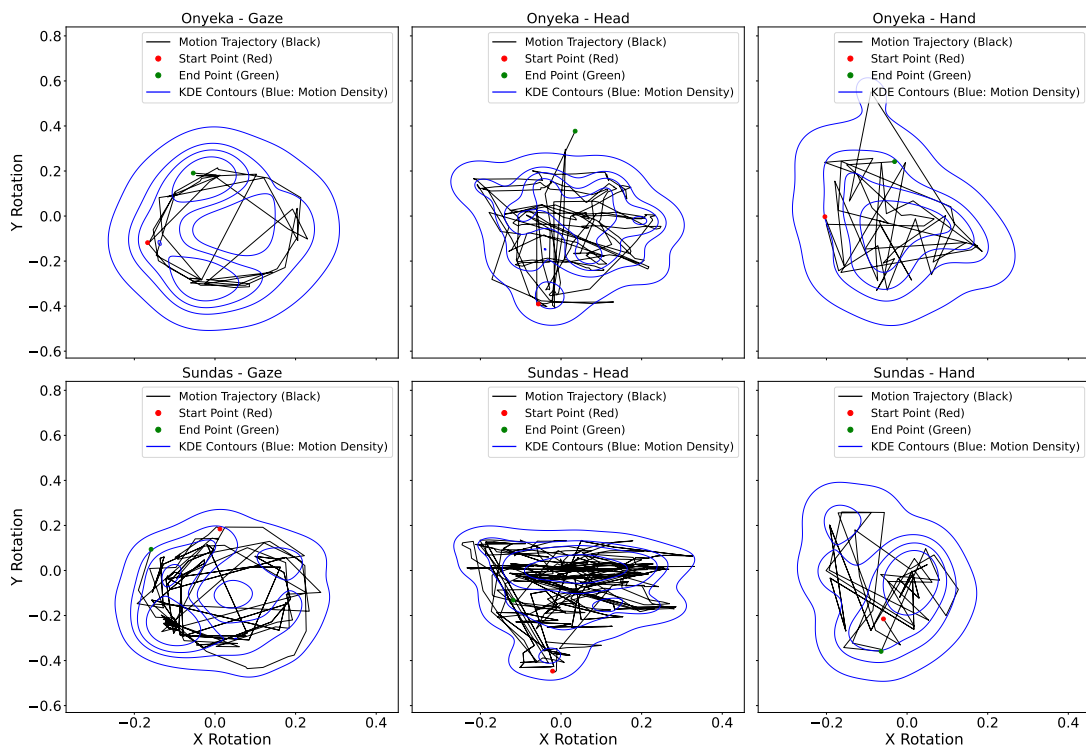 Onyeka - Gaze
Onyeka - Head
Onyeka - Hand
Motion Trajectory (Black)
Start Point (Red)
End Point (Green)
KDE Contours (Blue: Motion Density)
Motion Trajectory (Black)
Start Point (Red)
End Point (Green)
KDE Contours (Blue: Motion Density)
Motion Trajectory (Black)
Start Point (Red)
End Point (Green)
KDE Contours (Blue: Motion Density)
0.8
0.6
0.4
0.2
0.0
−0.2
−0.4
−0.6
Y Rotation
Sundas - Gaze
Sundas - Head
Sundas - Hand
Motion Trajectory (Black)
Start Point (Red)
End Point (Green)
KDE Contours (Blue: Motion Density)
Motion Trajectory (Black)
Start Point (Red)
End Point (Green)
KDE Contours (Blue: Motion Density)
Motion Trajectory (Black)
Start Point (Red)
End Point (Green)
KDE Contours (Blue: Motion Density)
0.8
0.6
0.4
0.2
0.0
−0.2
−0.4
−0.6
Y Rotation
−0.2 0.0 0.2 0.4
−0.2 0.0 0.2 0.4
−0.2 0.0 0.2 0.4
X Rotation
X Rotation
X Rotation